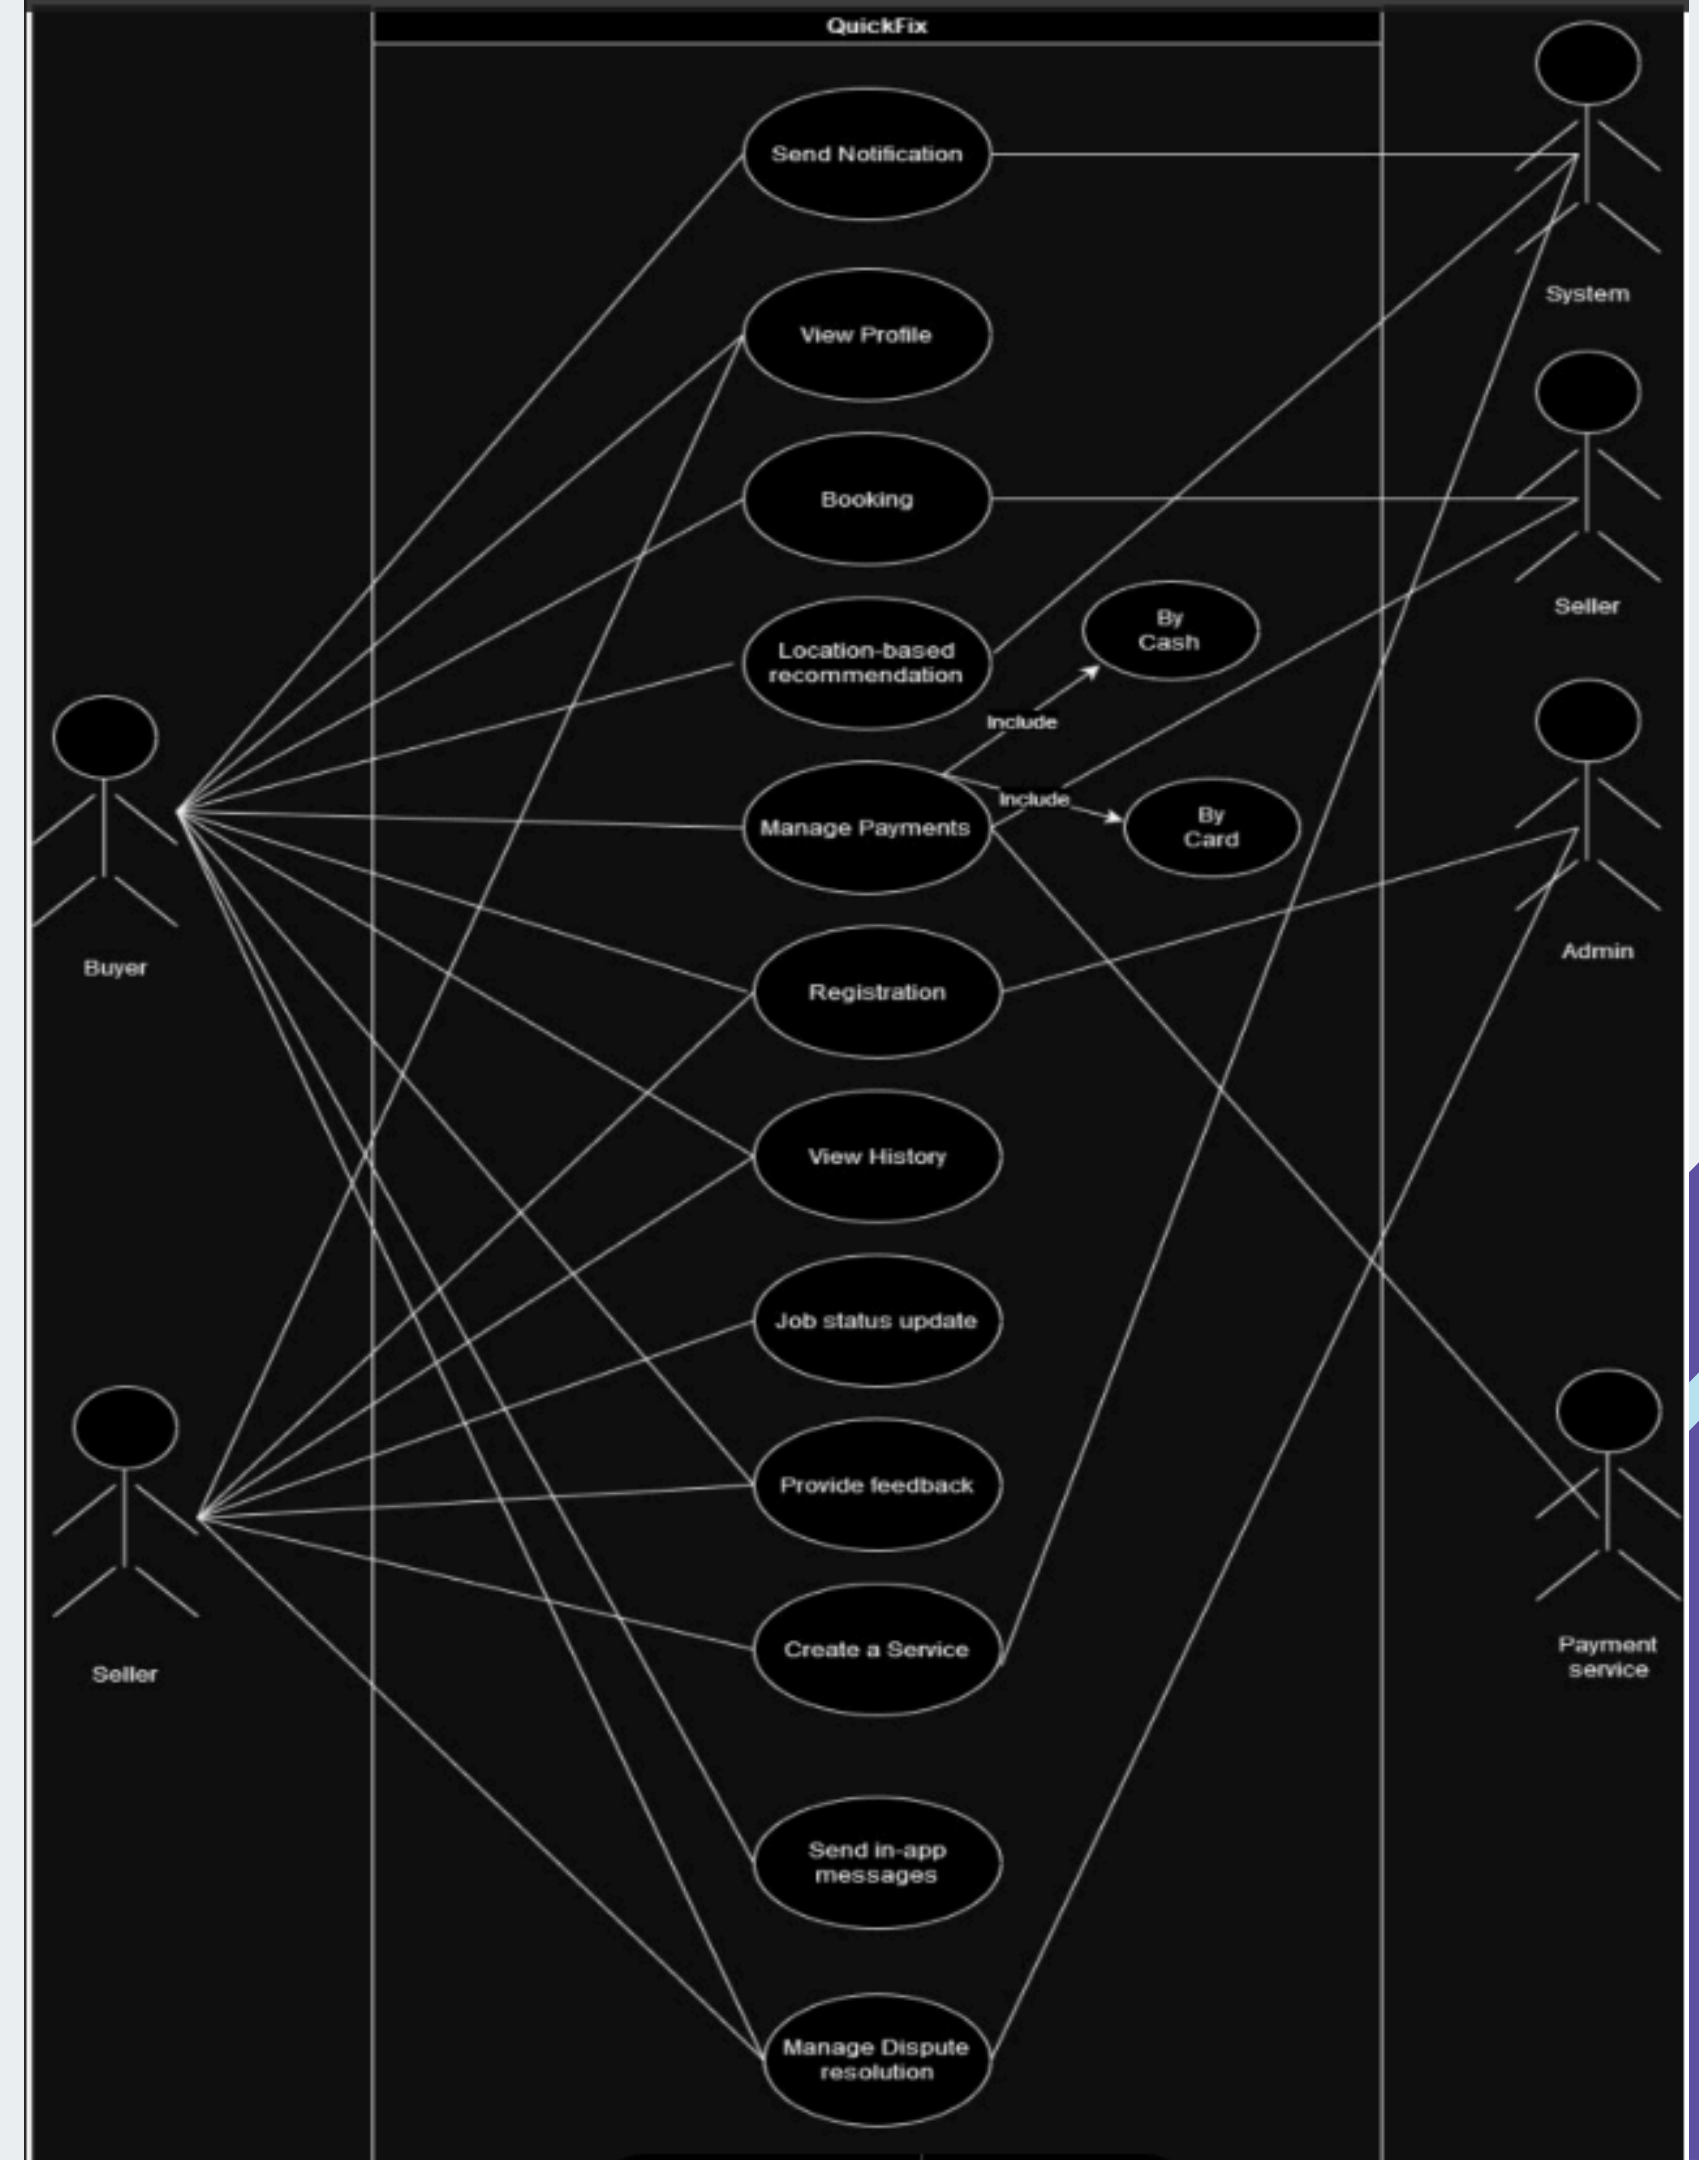 QuickFix
Send Notification
System
View Profile
Booking
Seller
By
Cash
Location-based
recommendation
Include
Include
By
Card
Manage Payments
Admin
Buyer
Registration
View History
Job status update
Provide feedback
Create a Service
Payment
service
Seller
Send in-app
messages
Manage Dispute
resolution